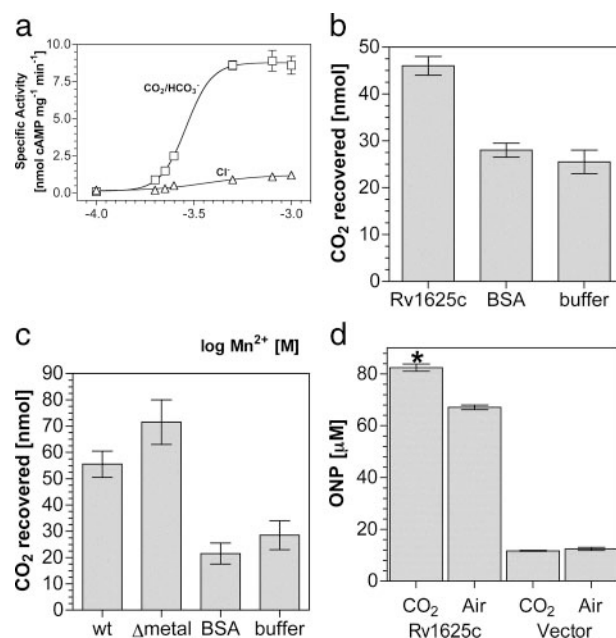 a
Specific Activity
[nmol cAMP mg⁻¹ min⁻¹]
10.0
7.5
5.0
2.5
0.0
CO₂/HCO₃⁻
Cl⁻
-4.0 -3.5 -3.0
log Mn²⁺ [M]
b
CO₂ recovered [nmol]
50
40
30
20
10
0
Rv1625c BSA buffer
c
CO₂ recovered [nmol]
90
80
70
60
50
40
30
20
10
0
wt Δmetal BSA buffer
d
ONP [µM]
80
60
40
20
0
*
CO₂ Air CO₂ Air
Rv1625c Vector